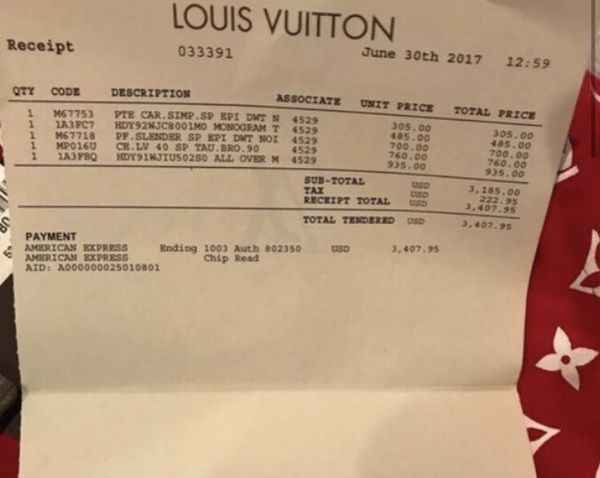 LOUIS VUITTON
Receipt 033391 June 30th 2017 12:59
QTY CODE DESCRIPTION ASSOCIATE UNIT PRICE TOTAL PRICE
1 M67753 PTE CAR.SIMP.SP EPI DWT N 4529 305.00 305.00
1 1A3FC7 HDY92WJC8001M0 MONOGRAM T 4529 485.00 485.00
1 M67718 PF.SLENDER SP EPI DWT NOI 4529 700.00 700.00
1 MP016U CE.LV 40 SP TAU.BRO.90 4529 760.00 760.00
1 1A3FBQ HDY91WJIU502S0 ALL OVER M 4529 935.00 935.00
SUB-TOTAL USD 3,185.00
TAX USD 222.95
RECEIPT TOTAL USD 3,407.95
TOTAL TENDERED USD 3,407.95
PAYMENT
AMERICAN EXPRESS Ending 1003 Auth 802350 USD 3,407.95
AMERICAN EXPRESS Chip Read
AID: A000000025010801